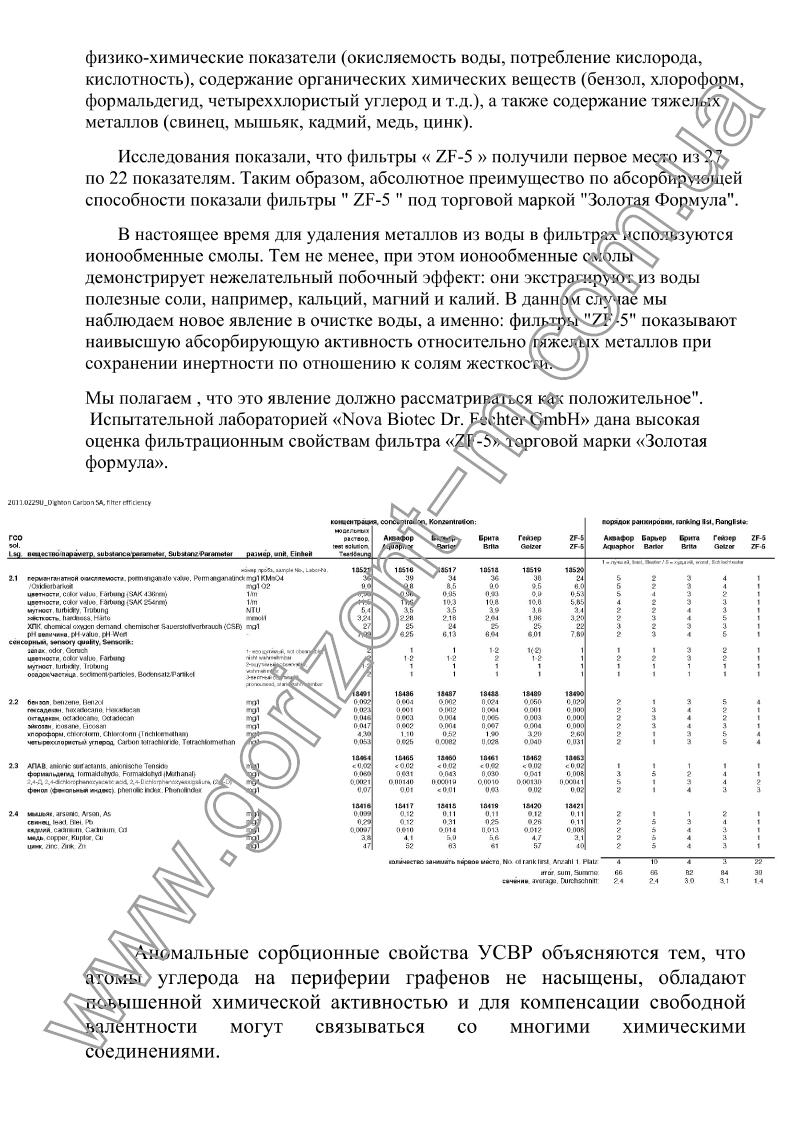 физико-химические показатели (окисляемость воды, потребление кислорода,
кислотность), содержание органических химических веществ (бензол, хлороформ,
формальдегид, четыреххлористый углерод и т.д.), а также содержание тяжелых
металлов (свинец, мышьяк, кадмий, медь, цинк).
Исследования показали, что фильтры « ZF-5 » получили первое место из 27
по 22 показателям. Таким образом, абсолютное преимущество по абсорбирующей
способности показали фильтры " ZF-5 " под торговой маркой "Золотая Формула".
В настоящее время для удаления металлов из воды в фильтрах используются
ионообменные смолы. Тем не менее, при этом ионообменные смолы
демонстрирует нежелательный побочный эффект: они экстрагируют из воды
полезные соли, например, кальций, магний и калий. В данном случае мы
наблюдаем новое явление в очистке воды, а именно: фильтры "ZF-5" показывают
наивысшую абсорбирующую активность относительно тяжелых металлов при
сохранении инертности по отношению к солям жесткости.
Мы полагаем , что это явление должно рассматриваться как положительное".
Испытательной лабораторией «Nova Biotec Dr. Fechter GmbH» дана высокая
оценка фильтрационным свойствам фильтра «ZF-5» торговой марки «Золотая
формула».
2011.0229U_Dighton Carbon SA, filter efficiency
концентрация, concentration, Konzentration: порядок ранжировки, ranking list, Rangliste:
модельных
ГСО раствор, Аквафор Барьер Брита Гейзер ZF-5 Аквафор Барьер Брита Гейзер ZF-5
sol. test solution, Aquaphor Barier Brita Geizer ZF-5 Aquaphor Barier Brita Geizer ZF-5
Lsg. вещество/параметр, substance/parameter, Substanz/Parameter размер, unit, Einheit Testlösung
номер проба, sample No., Labor-Nr. 18521 18516 18517 18518 18519 18520
2.1 перманганатной окисляемости, permanganate value, Permanganatindex mg/l KMnO4 36 39 34 36 38 24 5 2 3 4 1
/Oxidierbarkeit mg/l O2 9,0 9,8 8,5 9,0 9,5 6,0 5 2 3 4 1
цветности, color value, Färbung (SAK 436nm) 1/m 0,96 0,95 0,93 0,9 0,53 5 4 3 2 1
цветности, color value, Färbung (SAK 254nm) 1/m 10,3 10,8 10,8 5,85 4 2 3 3 1
мутност, turbidity, Trübung NTU 5,4 3,5 3,5 3,9 3,6 3,4 2 2 4 3 1
жёсткость, hardness, Härte mmol/l 3,24 2,28 2,18 2,04 1,96 3,20 2 3 4 5 1
ХПК, chemical oxygen demand, chemischer Sauerstoffverbrauch (CSB) mg/l 27 25 24 25 25 22 3 2 3 3 1
pH величина, pH-value, pH-Wert - 6,25 6,13 6,04 6,01 7,89 2 3 4 5 1
сенсорный, sensory quality, Sensorik:
запах, odor, Geruch 2 1 1 1-2 1(-2) 1 1 1 3 2 1
цветности, color value, Färbung 1-2 1-2 2 1-2 1 2 2 3 2 1
мутност, turbidity, Trübung 1 1 1 1 1 1 1 1 1 1
осадок/частица, sediment/particles, Bodensatz/Partikel 1 1 1 1 1 1 1 1 1 1
18491 18486 18487 18488 18489 18490
2.2 бензол, benzene, Benzol mg/l 0,092 0,004 0,002 0,024 0,050 0,029 2 1 3 5 4
гексадекан, hexadecane, Hexadecan mg/l 0,023 0,001 0,002 0,004 0,001 0,000 2 3 4 2 1
октадекан, octadecane, Octadecan mg/l 0,046 0,003 0,004 0,005 0,003 0,000 2 3 4 2 1
эйкозан, icosane, Eicosan mg/l 0,047 0,002 0,004 0,007 0,004 0,000 2 3 4 3 1
хлороформ, chloroform, Chloroform (Trichlormethan) mg/l 4,30 1,10 0,52 1,90 3,20 2,60 2 1 3 5 4
четыреххлористый углерод, Carbon tetrachloride, Tetrachlormethan mg/l 0,053 0,025 0,0082 0,028 0,040 0,031 2 1 3 5 4
18464 18465 18460 18461 18462 18463
2.3 АПАВ, anionic surfactants, anionische Tenside mg/l < 0,02 < 0,02 < 0,02 < 0,02 < 0,02 < 0,02 1 1 1 1 1
формальдегид, formaldehyde, Formaldehyd (Methanal) mg/l 0,060 0,031 0,043 0,030 0,041 0,008 3 5 2 4 1
2,4-Д, 2,4-dichlorophenoxyacetic acid, 2,4-Dichlorphenoxyessigsäure, (2,4-D) mg/l 0,0021 0,00140 0,00019 0,0010 0,00130 0,00041 5 1 3 4 2
фенол (фенольный индекс), phenolic index, Phenolindex mg/l 0,07 0,01 < 0,01 0,03 0,02 0,02 2 1 4 3 3
18416 18417 18418 18419 18420 18421
2.4 мышьяк, arsenic, Arsen, As mg/l 0,099 0,12 0,11 0,11 0,12 0,11 2 1 1 2 1
свинец, lead, Blei, Pb mg/l 0,29 0,12 0,31 0,25 0,26 0,11 2 5 3 4 1
кадмий, cadmium, Cadmium, Cd mg/l 0,0097 0,010 0,014 0,013 0,012 0,008 2 5 4 3 1
медь, copper, Kupfer, Cu mg/l 3,8 4,1 5,9 5,6 4,7 3,1 2 5 4 3 1
цинк, zinc, Zink, Zn mg/l 47 52 63 61 57 40 2 5 4 3 1
количество занимать первое место, No. of rank first, Anzahl 1. Platz: 4 10 4 3 22
итог, sum, Summe: 66 66 82 84 39
сечение, average, Durchschnitt: 2,4 2,4 3,0 3,1 1,4
Аномальные сорбционные свойства УСВР объясняются тем, что
атомы углерода на периферии графенов не насыщены, обладают
повышенной химической активностью и для компенсации свободной
валентности могут связываться со многими химическими
соединениями.
www.gorizont-m.com.ua